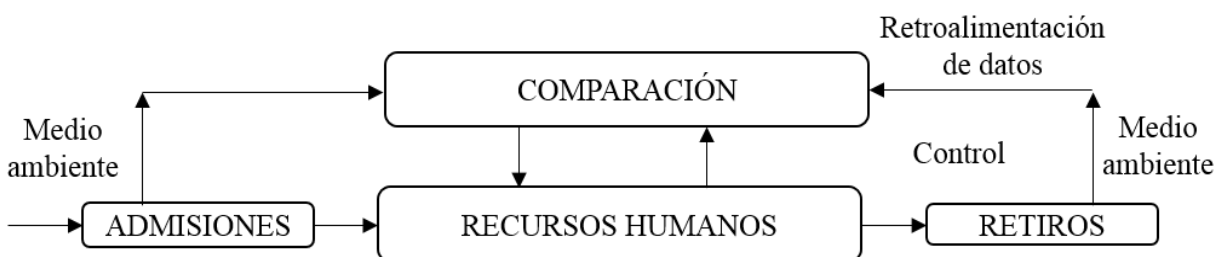 Retroalimentación
de datos
COMPARACIÓN
Medio
ambiente
Control
Medio
ambiente
ADMISIONES
RECURSOS HUMANOS
RETIROS